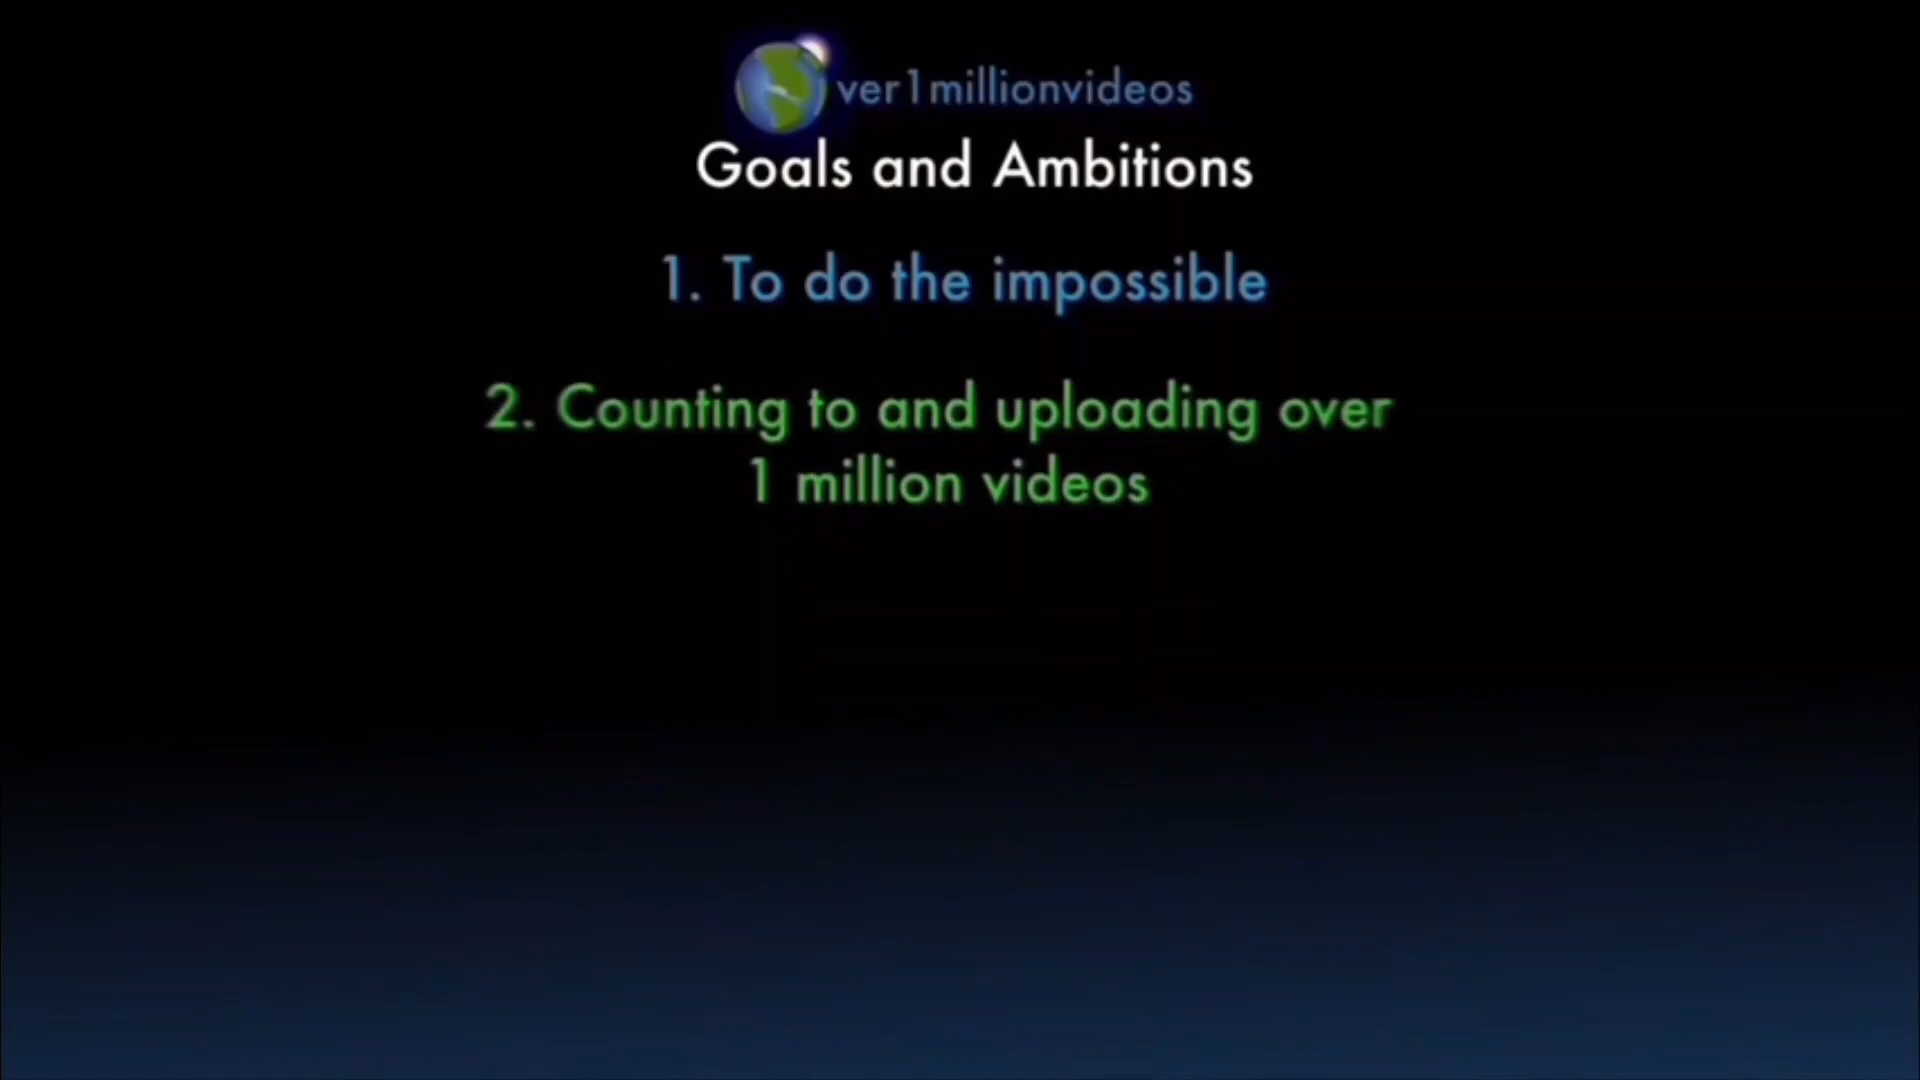 ver1millionvideos
Goals and Ambitions
1. To do the impossible
2. Counting to and uploading over
1 million videos